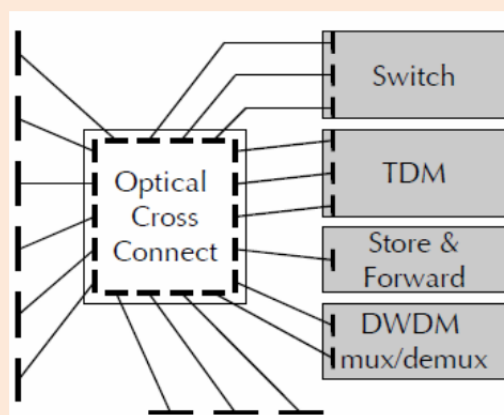 Switch
TDM
Optical
Cross
Connect
Store &
Forward
DWDM
mux/demux